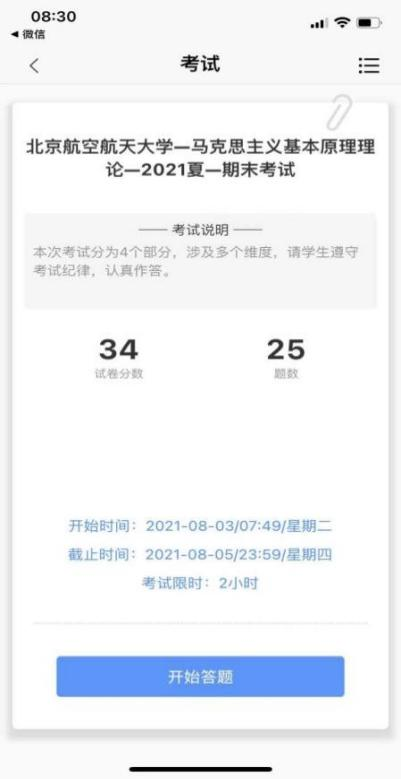 08:30
微信
考试
北京航空航天大学—马克思主义基本原理理
论—2021夏—期末考试
—— 考试说明 ——
本次考试分为4个部分，涉及多个维度，请学生遵守
考试纪律，认真作答。
34 25
试卷分数 题数
开始时间：2021-08-03/07:49/星期二
截止时间：2021-08-05/23:59/星期四
考试限时：2小时
开始答题